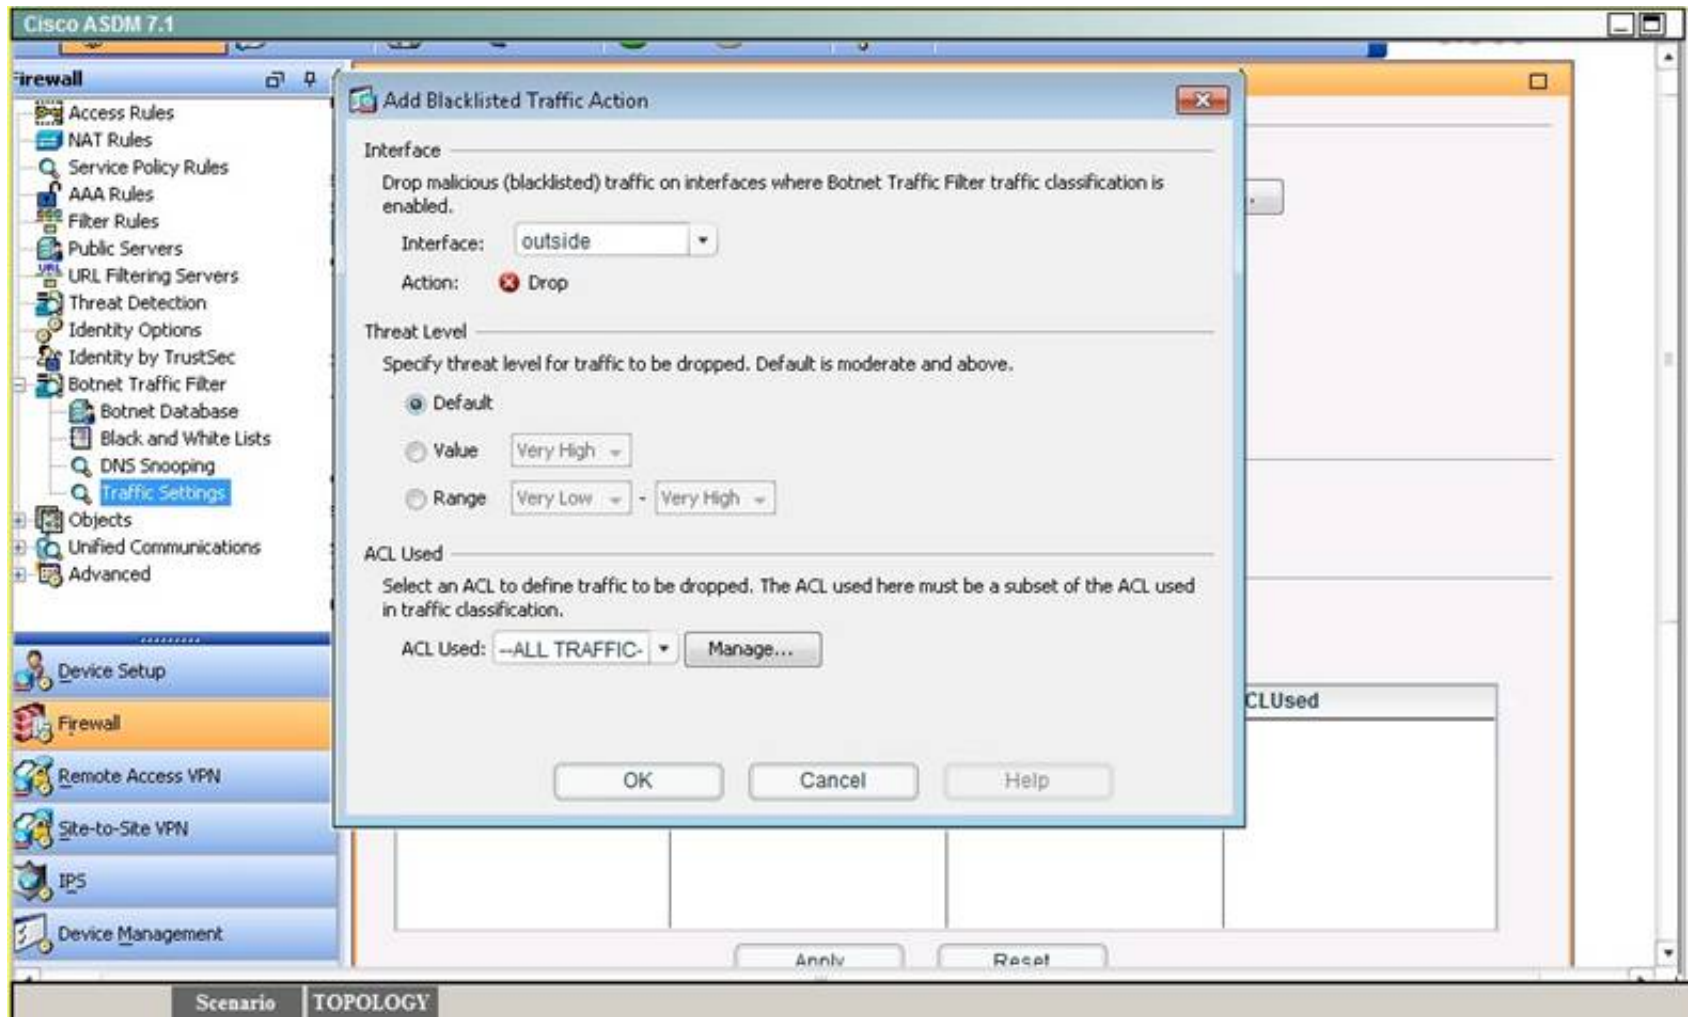 Cisco ASDM 7.1
Firewall
Access Rules
NAT Rules
Service Policy Rules
AAA Rules
Filter Rules
Public Servers
URL Filtering Servers
Threat Detection
Identity Options
Identity by TrustSec
Botnet Traffic Filter
Botnet Database
Black and White Lists
DNS Snooping
Traffic Settings
Objects
Unified Communications
Advanced
Device Setup
Firewall
Remote Access VPN
Site-to-Site VPN
IPS
Device Management
Add Blacklisted Traffic Action
Interface
Drop malicious (blacklisted) traffic on interfaces where Botnet Traffic Filter traffic classification is
enabled.
Interface: outside
Action: Drop
Threat Level
Specify threat level for traffic to be dropped. Default is moderate and above.
Default
Value Very High
Range Very Low - Very High
ACL Used
Select an ACL to define traffic to be dropped. The ACL used here must be a subset of the ACL used
in traffic classification.
ACL Used: --ALL TRAFFIC- Manage...
OK Cancel Help
CLUsed
Apply Reset
Scenario TOPOLOGY